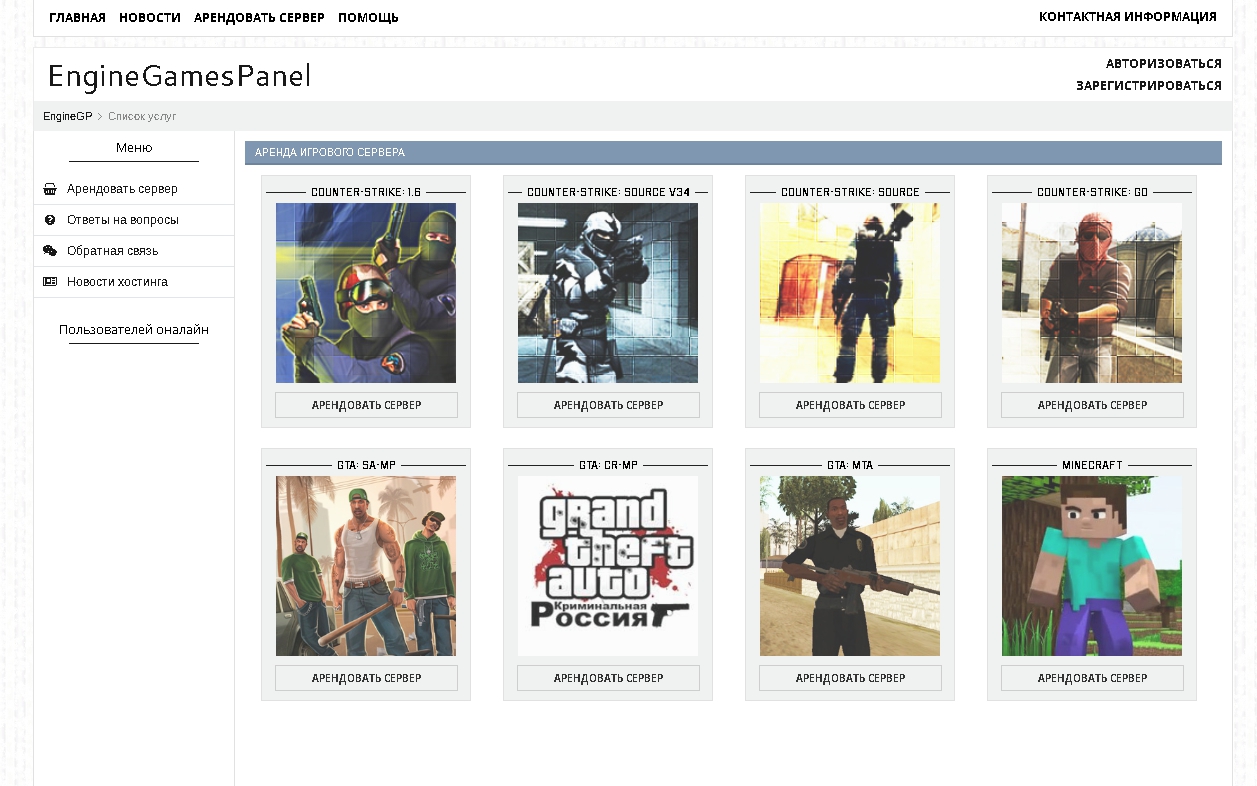 ГЛАВНАЯ НОВОСТИ АРЕНДОВАТЬ СЕРВЕР ПОМОЩЬ КОНТАКТНАЯ ИНФОРМАЦИЯ
EngineGamesPanel
АВТОРИЗОВАТЬСЯ
ЗАРЕГИСТРИРОВАТЬСЯ
EngineGP > Список услуг
Меню
Арендовать сервер
Ответы на вопросы
Обратная связь
Новости хостинга
Пользователей оналайн
АРЕНДА ИГРОВОГО СЕРВЕРА
COUNTER-STRIKE: 1.6
COUNTER-STRIKE: SOURCE V34
COUNTER-STRIKE: SOURCE
COUNTER-STRIKE: GO
АРЕНДОВАТЬ СЕРВЕР
АРЕНДОВАТЬ СЕРВЕР
АРЕНДОВАТЬ СЕРВЕР
АРЕНДОВАТЬ СЕРВЕР
GTA: SA-MP
GTA: CR-MP
GTA: MTA
MINECRAFT
grand
theft
auto
Криминальная
Россия
АРЕНДОВАТЬ СЕРВЕР
АРЕНДОВАТЬ СЕРВЕР
АРЕНДОВАТЬ СЕРВЕР
АРЕНДОВАТЬ СЕРВЕР